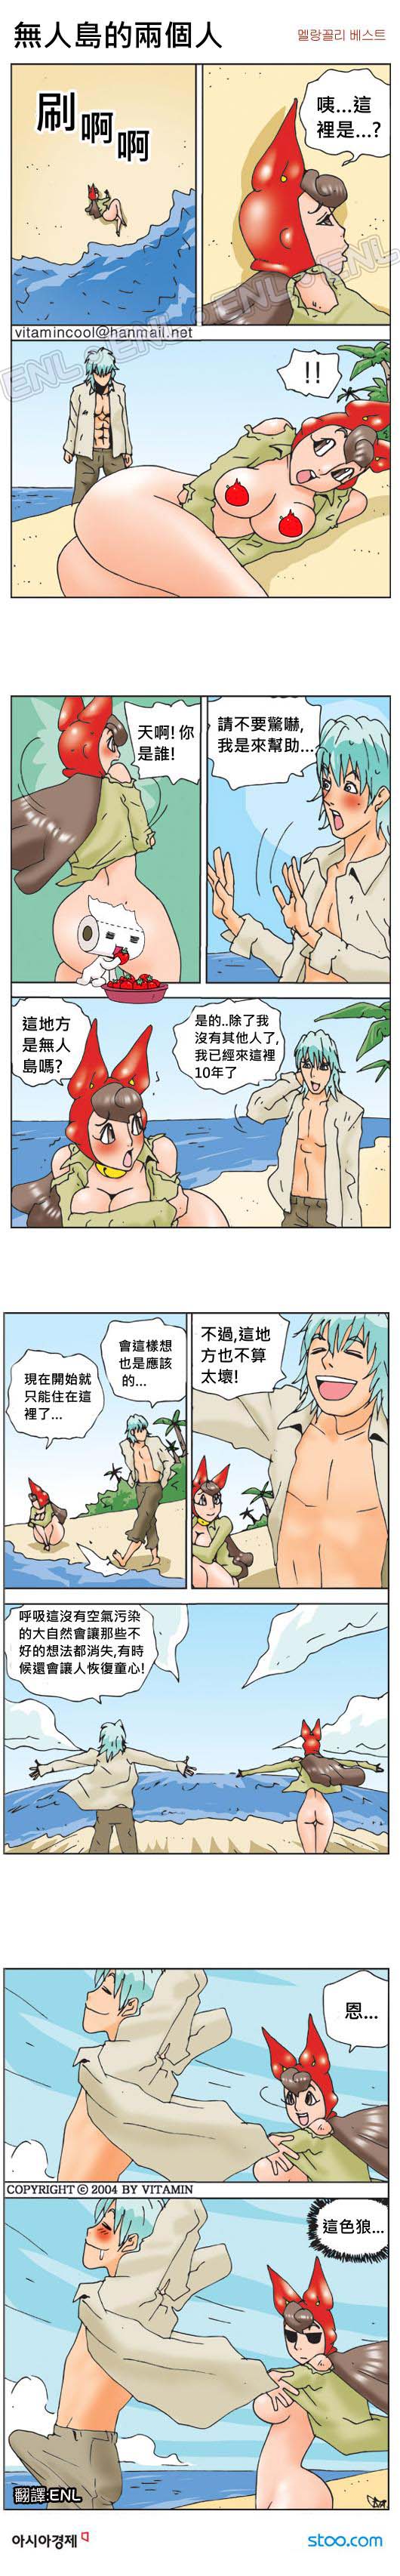 無人島的兩個人
멜랑꼴리 베스트
刷啊啊
咦...這
裡是...?
ENL
ENL
ENL
ENL
vitamincool@hanmail.net
!!
天啊! 你
是誰!
請不要驚嚇,
我是來幫助...
這地方
是無人
島嗎?
是的..除了我
沒有其他人了,
我已經來這裡
10年了
現在開始就
只能住在這
裡了...
會這樣想
也是應該
的...
不過,這地
方也不算
太壞!
呼吸這沒有空氣污染
的大自然會讓那些不
好的想法都消失,有時
候還會讓人恢復童心!
恩...
COPYRIGHT ⓒ 2004 BY VITAMIN
這色狼...
翻譯:ENL
아시아경제
stoo.com